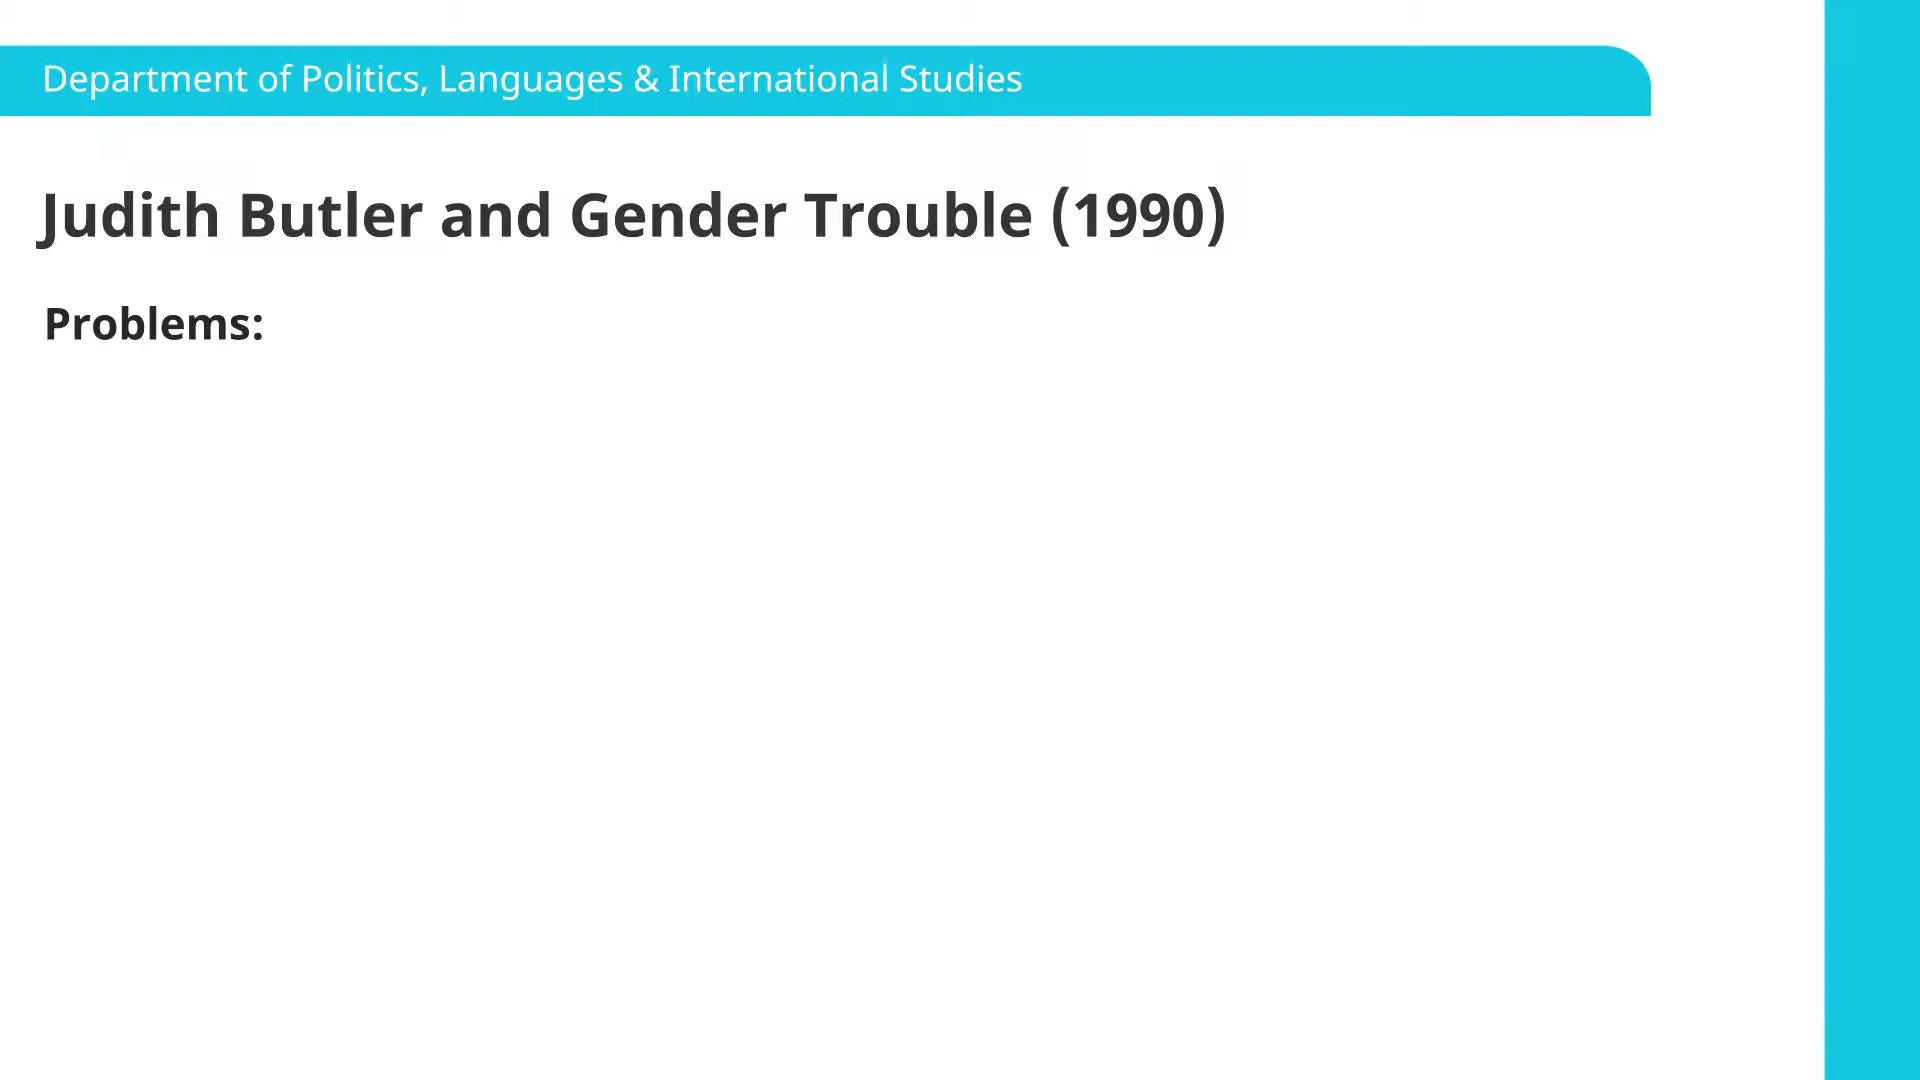 Department of Politics, Languages & International Studies
Judith Butler and Gender Trouble (1990)
Problems: